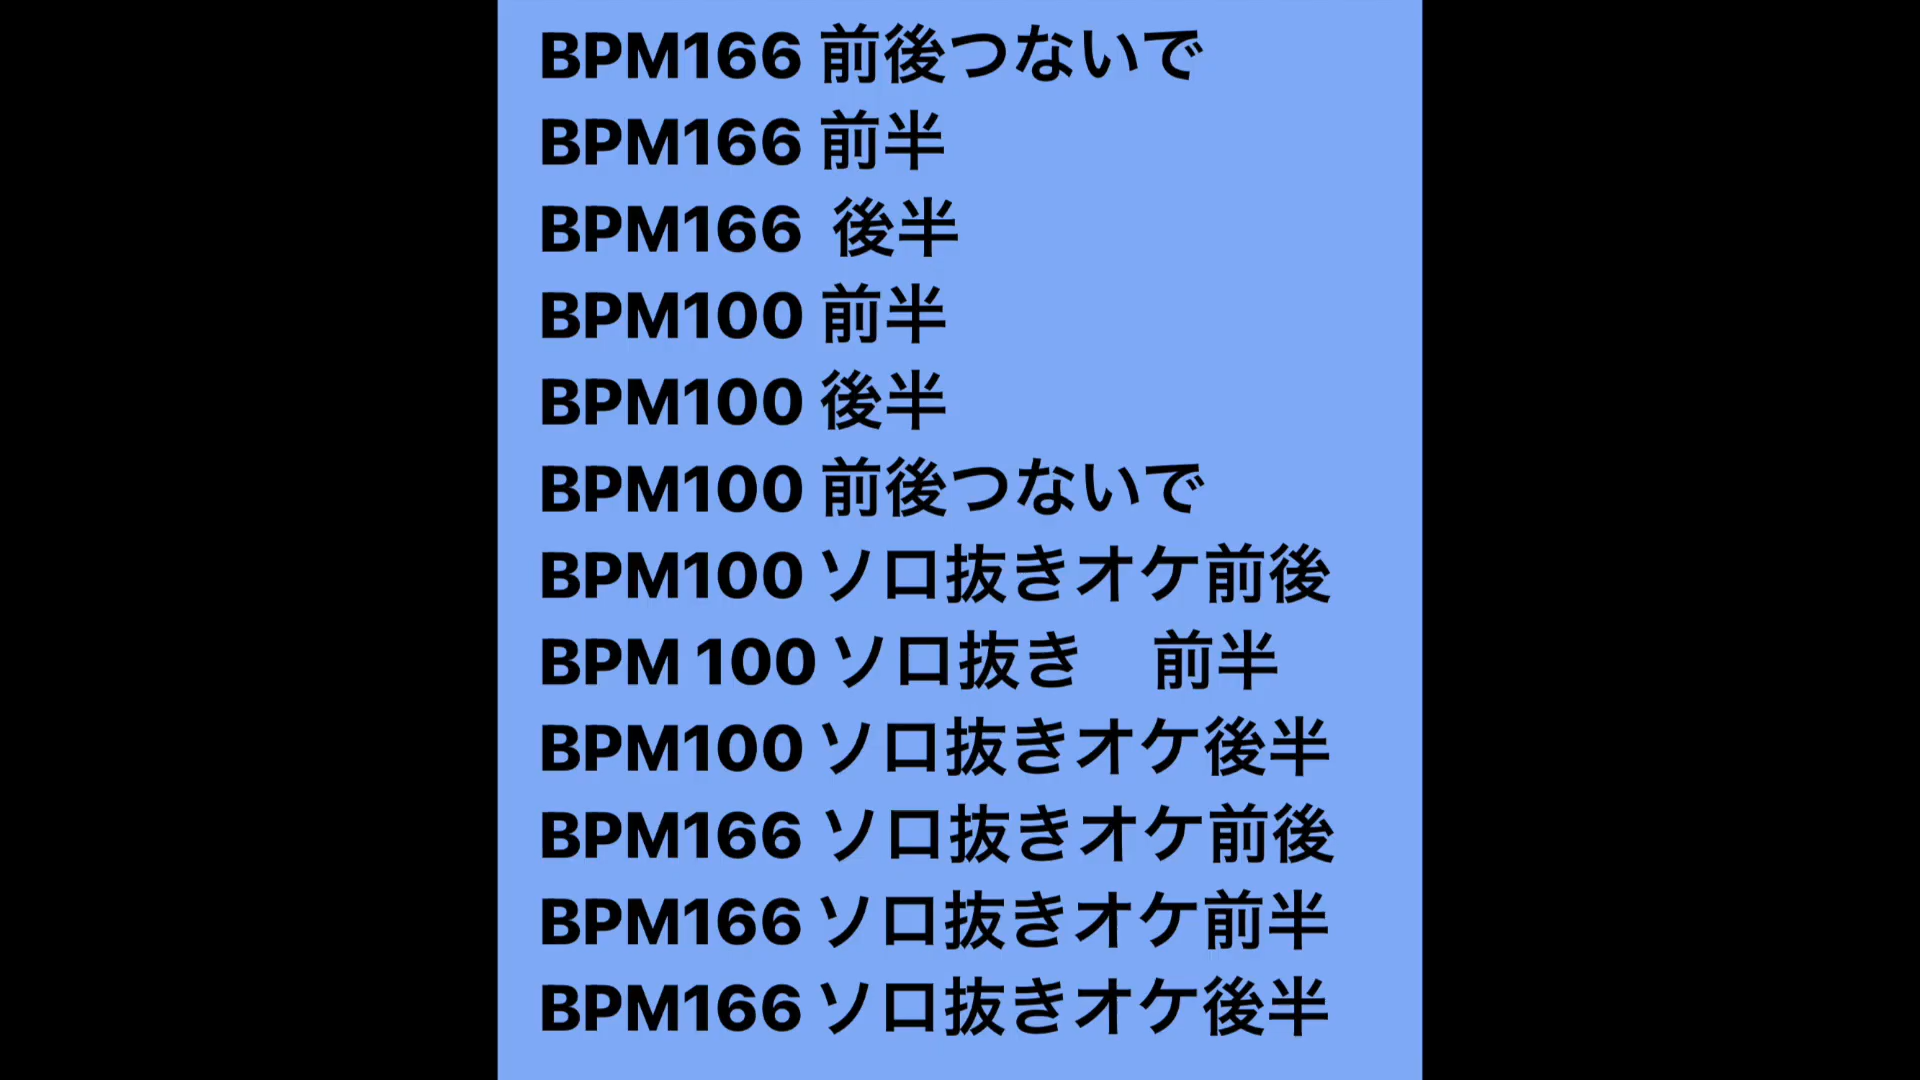 BPM166 前後つないで
BPM166 前半
BPM166 後半
BPM100 前半
BPM100 後半
BPM100 前後つないで
BPM100 ソロ抜きオケ前後
BPM 100 ソロ抜き　前半
BPM100 ソロ抜きオケ後半
BPM166 ソロ抜きオケ前後
BPM166 ソロ抜きオケ前半
BPM166 ソロ抜きオケ後半